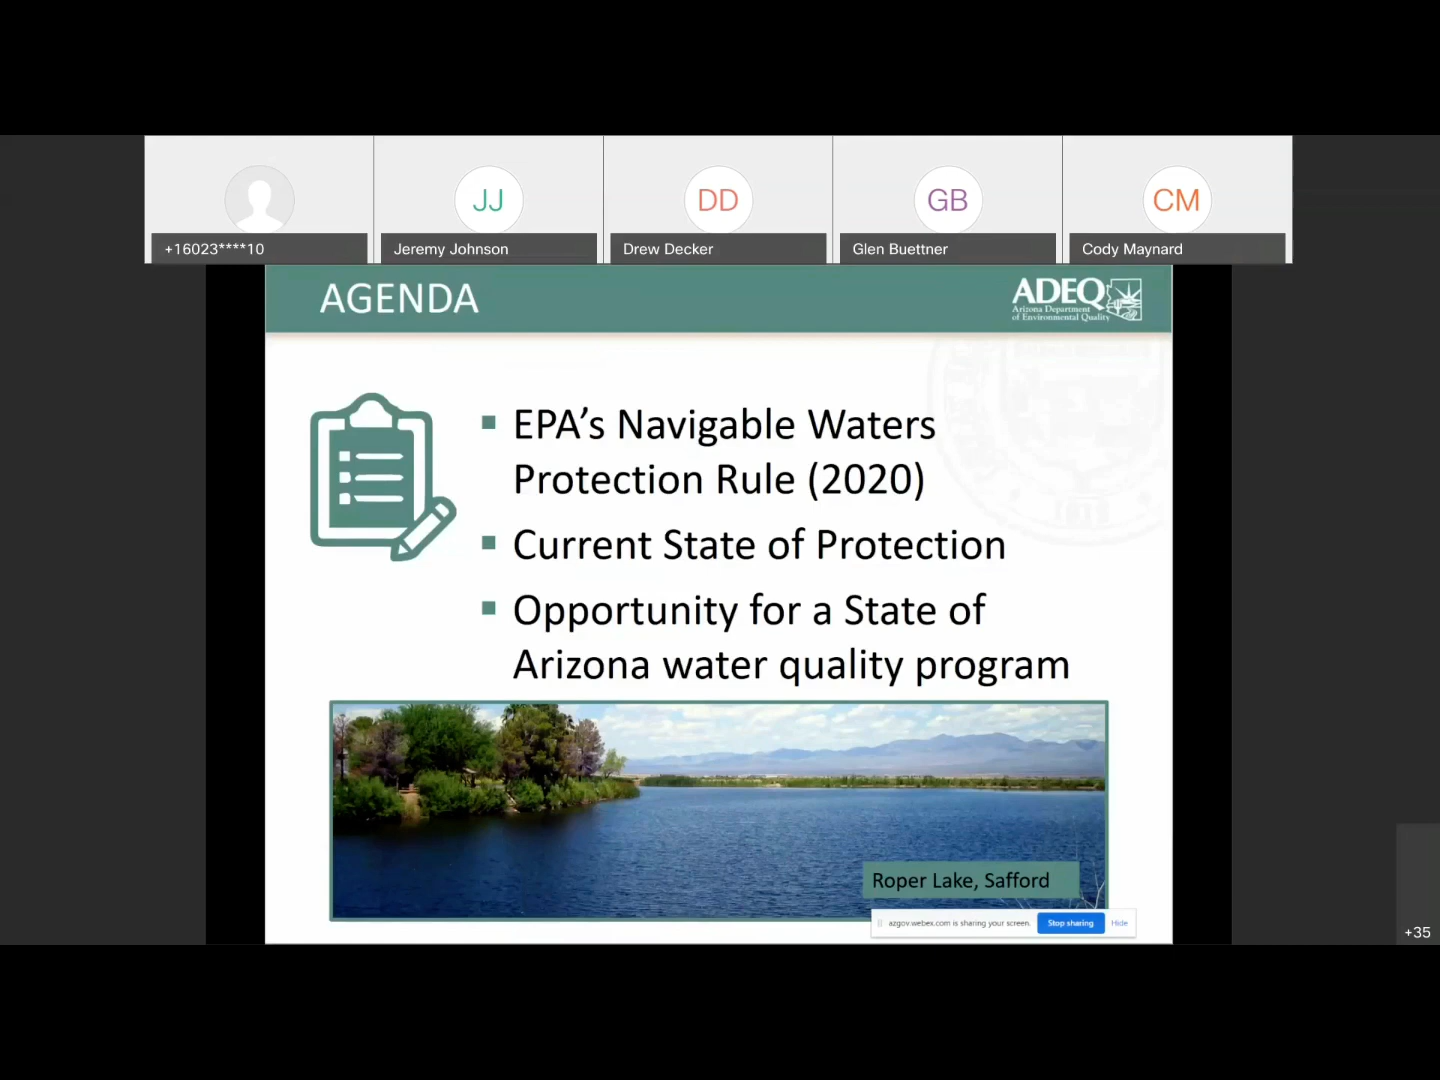 JJ
DD
GB
CM
+16023****10
Jeremy Johnson
Drew Decker
Glen Buettner
Cody Maynard
AGENDA
ADEQ
Arizona Department
of Environmental Quality
EPA's Navigable Waters
Protection Rule (2020)
Current State of Protection
Opportunity for a State of
Arizona water quality program
Roper Lake, Safford
azgov.webex.com is sharing your screen.
Stop sharing
Hide
+35